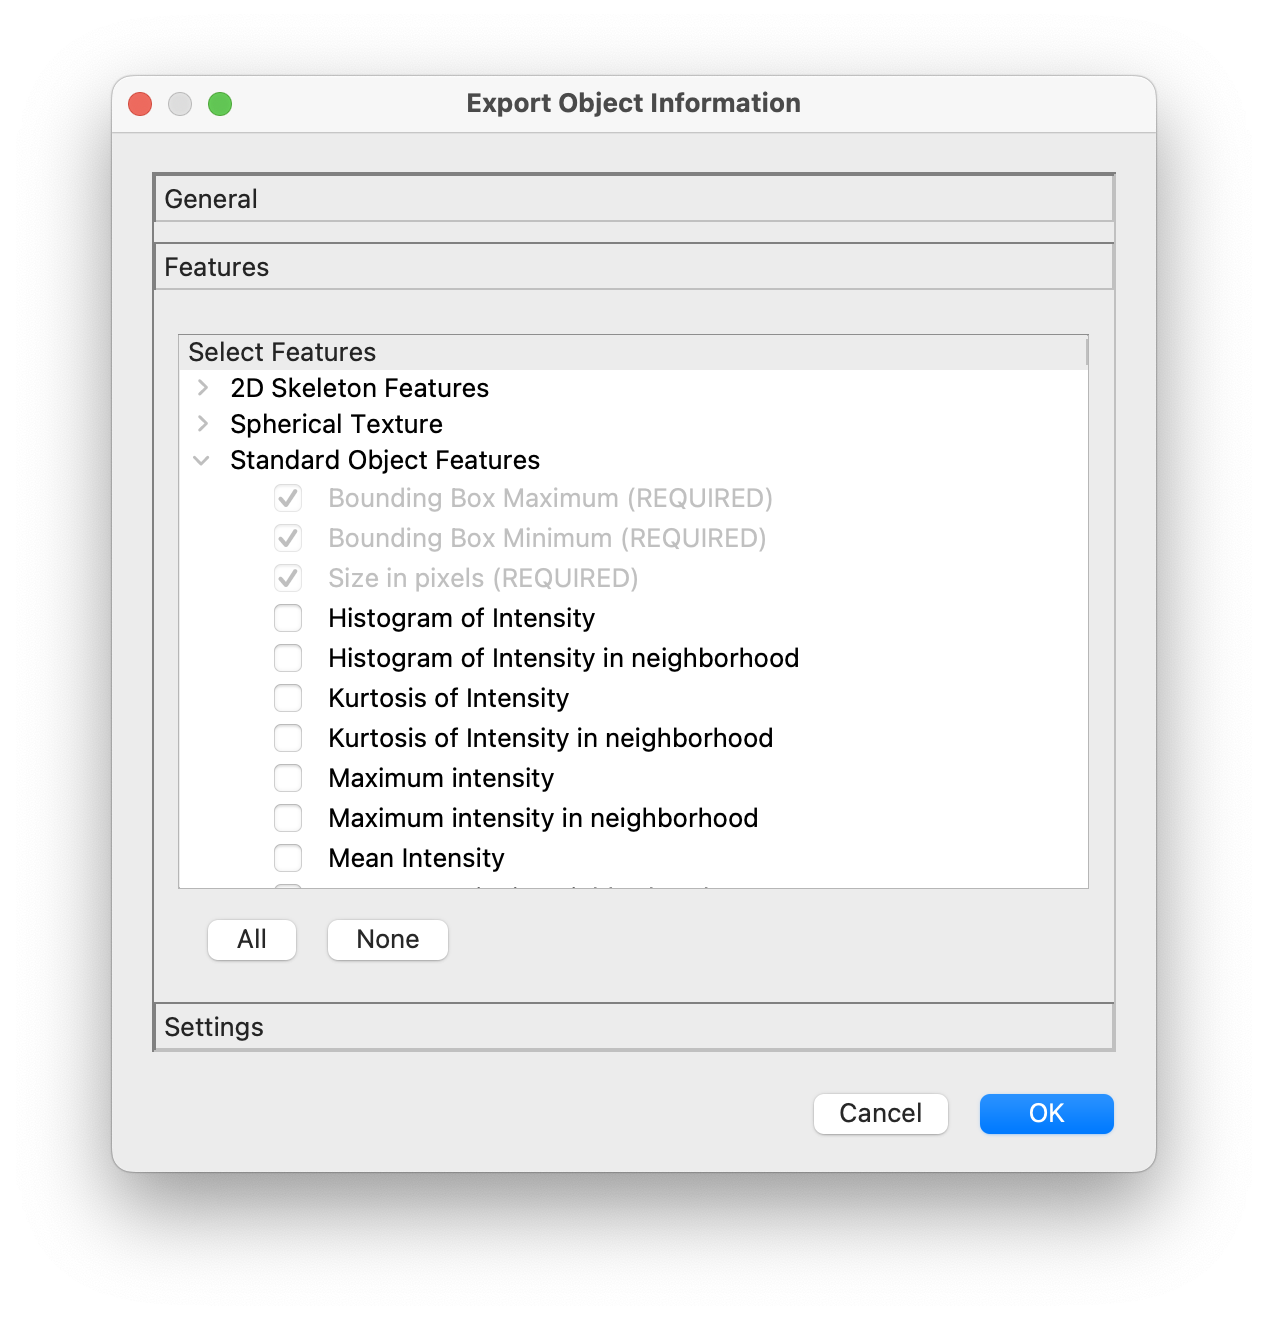 Export Object Information
General
Features
Select Features
2D Skeleton Features
Spherical Texture
Standard Object Features
Bounding Box Maximum (REQUIRED)
Bounding Box Minimum (REQUIRED)
Size in pixels (REQUIRED)
Histogram of Intensity
Histogram of Intensity in neighborhood
Kurtosis of Intensity
Kurtosis of Intensity in neighborhood
Maximum intensity
Maximum intensity in neighborhood
Mean Intensity
All None
Settings
Cancel OK